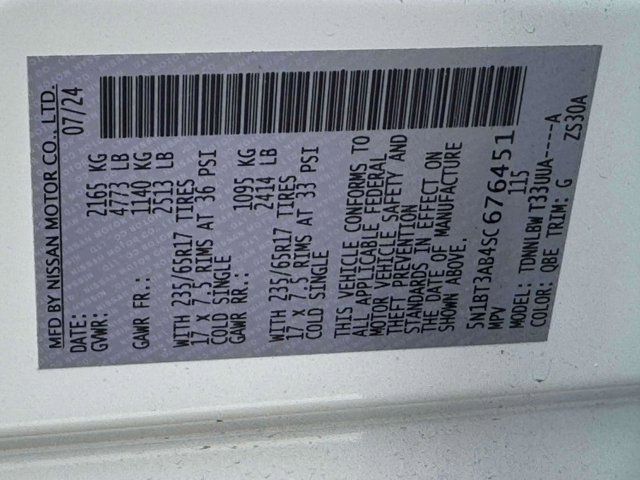 MFD BY NISSAN MOTOR CO., LTD.
DATE: 07/24
GVWR: 2165 KG
4773 LB
GAWR FR.: 1140 KG
2513 LB
WITH 235/65R17 TIRES
17 X 7.5 RIMS AT 36 PSI
COLD SINGLE
GAWR RR.: 1095 KG
2414 LB
WITH 235/65R17 TIRES
17 X 7.5 RIMS AT 33 PSI
COLD SINGLE
THIS VEHICLE CONFORMS TO
ALL APPLICABLE FEDERAL
MOTOR VEHICLE SAFETY AND
THEFT PREVENTION
STANDARDS IN EFFECT ON
THE DATE OF MANUFACTURE
SHOWN ABOVE.
5N1BT3AB4SC676451
MPV 115
MODEL: TDNNLBW T33UUA----A
COLOR: QBE TRIM: G ZS30A